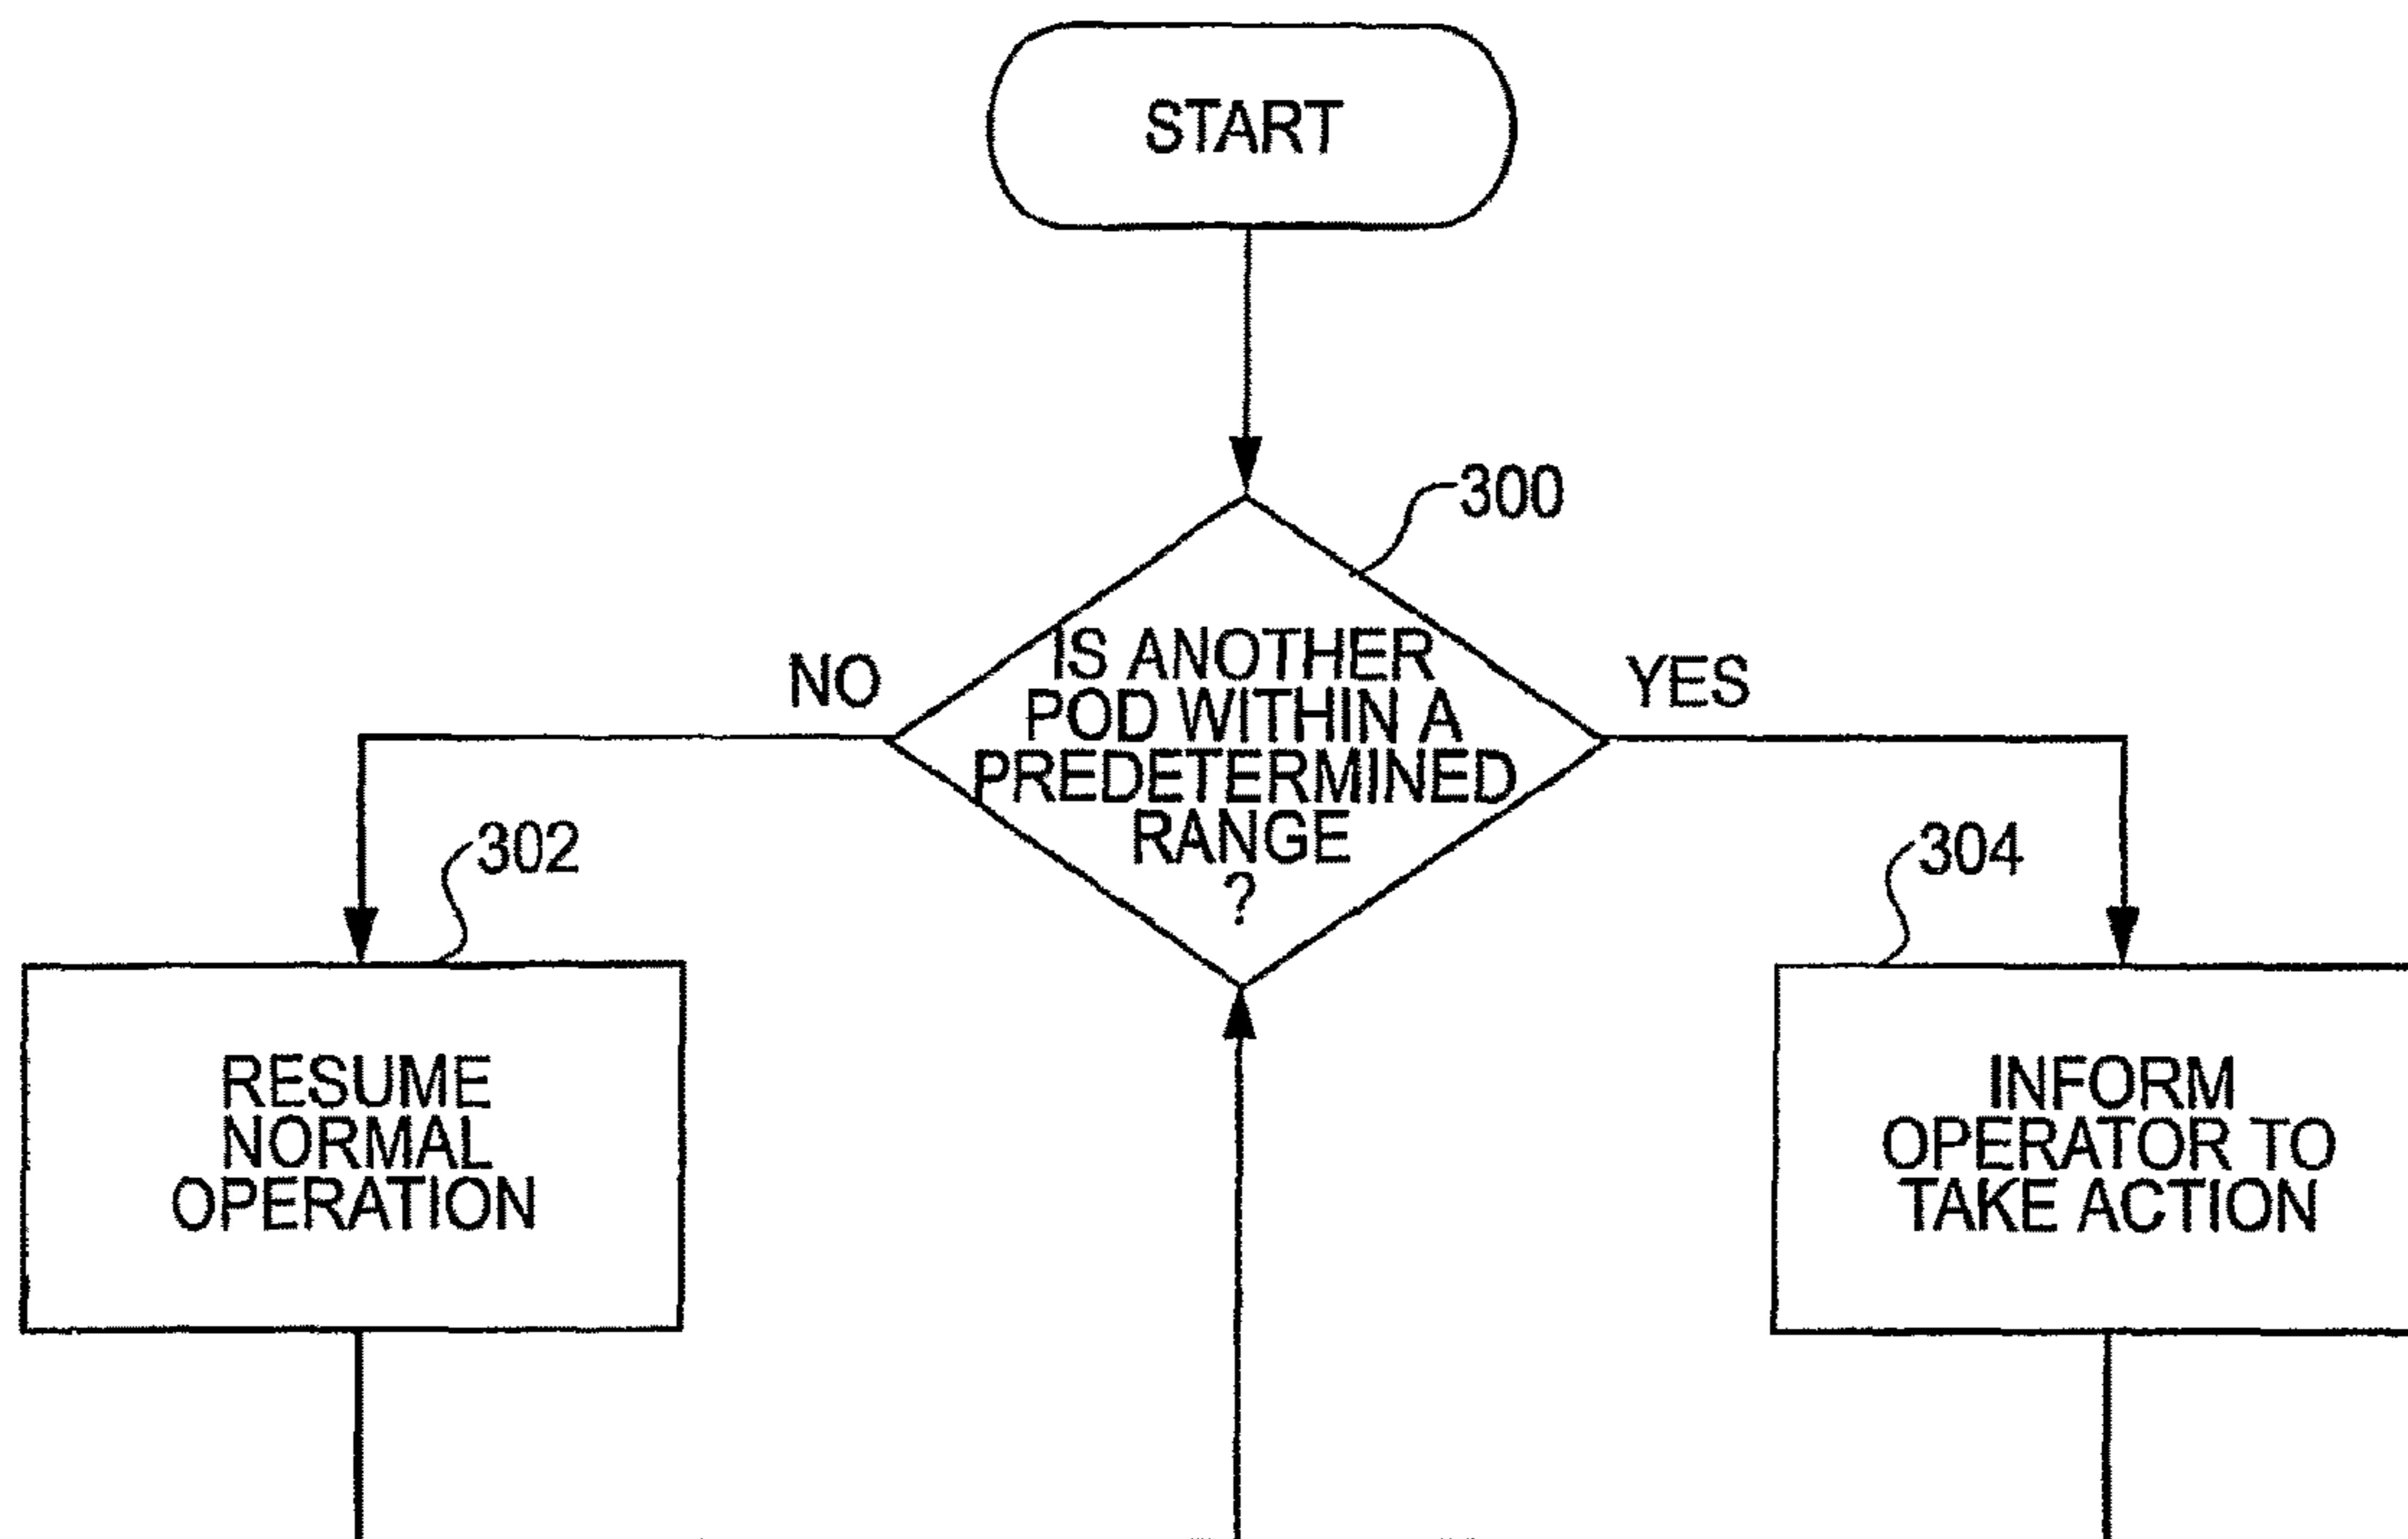 START
300
IS ANOTHER
POD WITHIN A
PREDETERMINED
RANGE
?
NO
YES
302
304
RESUME
NORMAL
OPERATION
INFORM
OPERATOR TO
TAKE ACTION